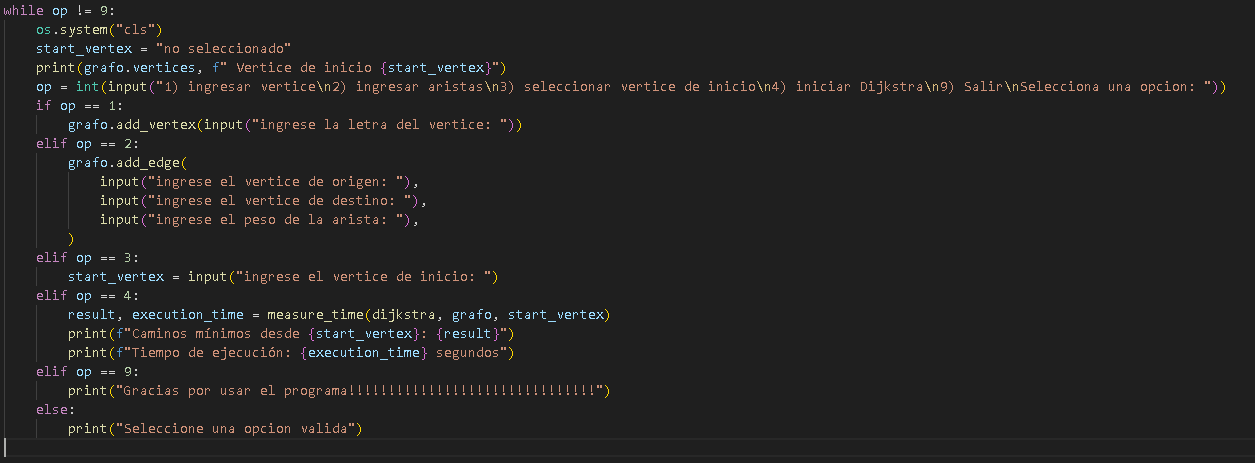 while op != 9:
    os.system("cls")
    start_vertex = "no seleccionado"
    print(grafo.vertices, f" Vertice de inicio {start_vertex}")
    op = int(input("1) ingresar vertice\n2) ingresar aristas\n3) seleccionar vertice de inicio\n4) iniciar Dijkstra\n9) Salir\nSelecciona una opcion: "))
    if op == 1:
        grafo.add_vertex(input("ingrese la letra del vertice: "))
    elif op == 2:
        grafo.add_edge(
            input("ingrese el vertice de origen: "),
            input("ingrese el vertice de destino: "),
            input("ingrese el peso de la arista: "),
        )
    elif op == 3:
        start_vertex = input("ingrese el vertice de inicio: ")
    elif op == 4:
        result, execution_time = measure_time(dijkstra, grafo, start_vertex)
        print(f"Caminos mínimos desde {start_vertex}: {result}")
        print(f"Tiempo de ejecución: {execution_time} segundos")
    elif op == 9:
        print("Gracias por usar el programa!!!!!!!!!!!!!!!!!!!!!!!!!!!!!!!")
    else:
        print("Seleccione una opcion valida")